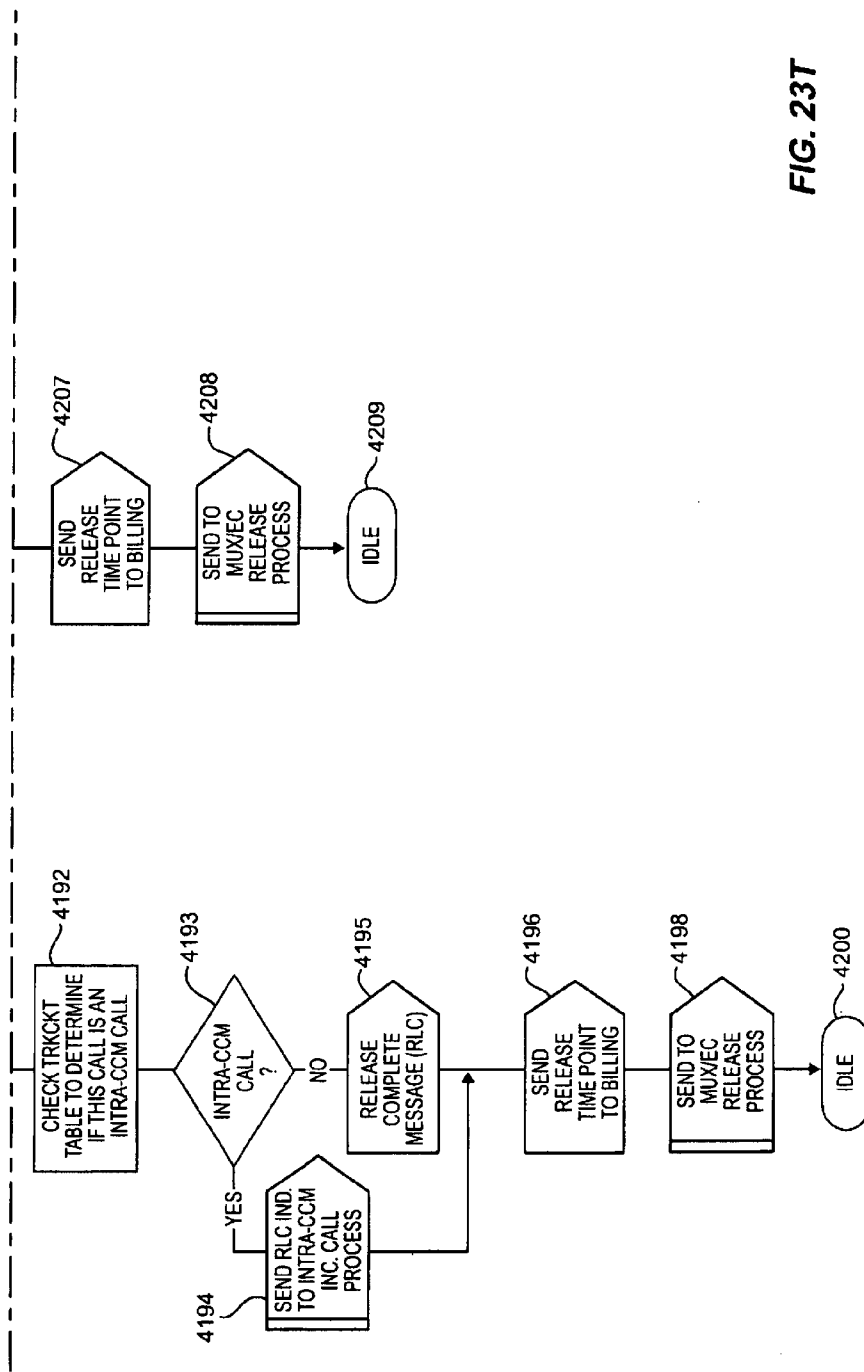 4192
CHECK TRKCKT
TABLE TO DETERMINE
IF THIS CALL IS AN
INTRA-CCM CALL
4193
INTRA-CCM
CALL
?
YES
NO
4194
SEND RLC IND.
TO INTRA-CCM
INC. CALL
PROCESS
4195
RELEASE
COMPLETE
MESSAGE (RLC)
4196
SEND
RELEASE
TIME POINT
TO BILLING
4198
SEND TO
MUX/EC
RELEASE
PROCESS
4200
IDLE
4207
SEND
RELEASE
TIME POINT
TO BILLING
4208
SEND TO
MUX/EC
RELEASE
PROCESS
4209
IDLE
FIG. 23T